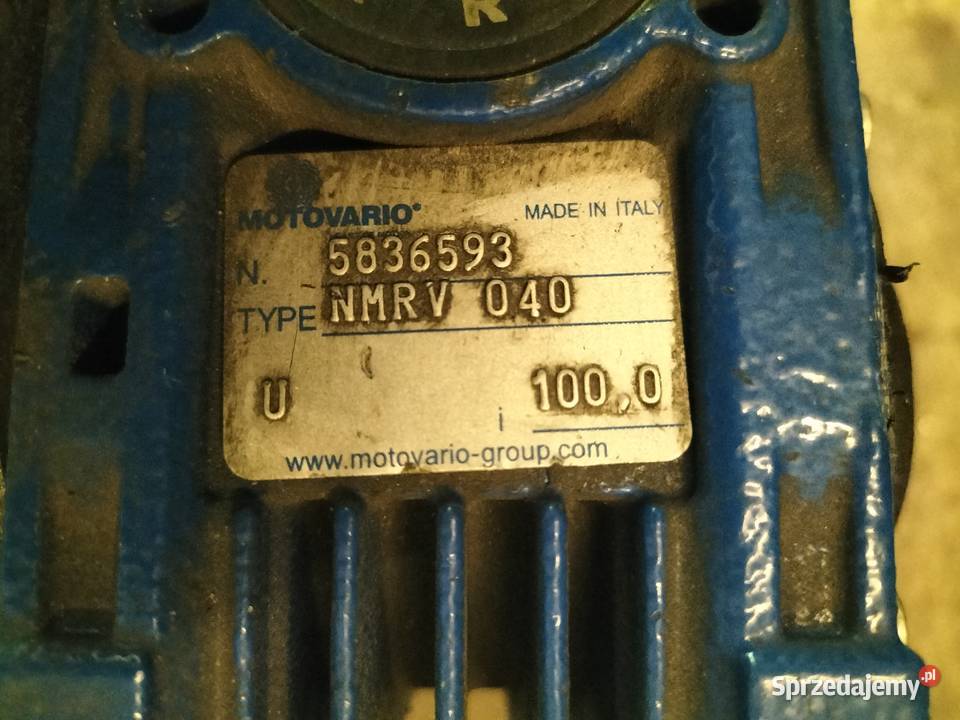 R
MOTOVARIO®
MADE IN ITALY
N. 5836593
TYPE NMRV 040
U
i 100,0
www.motovario-group.com
Sprzedajemy.pl